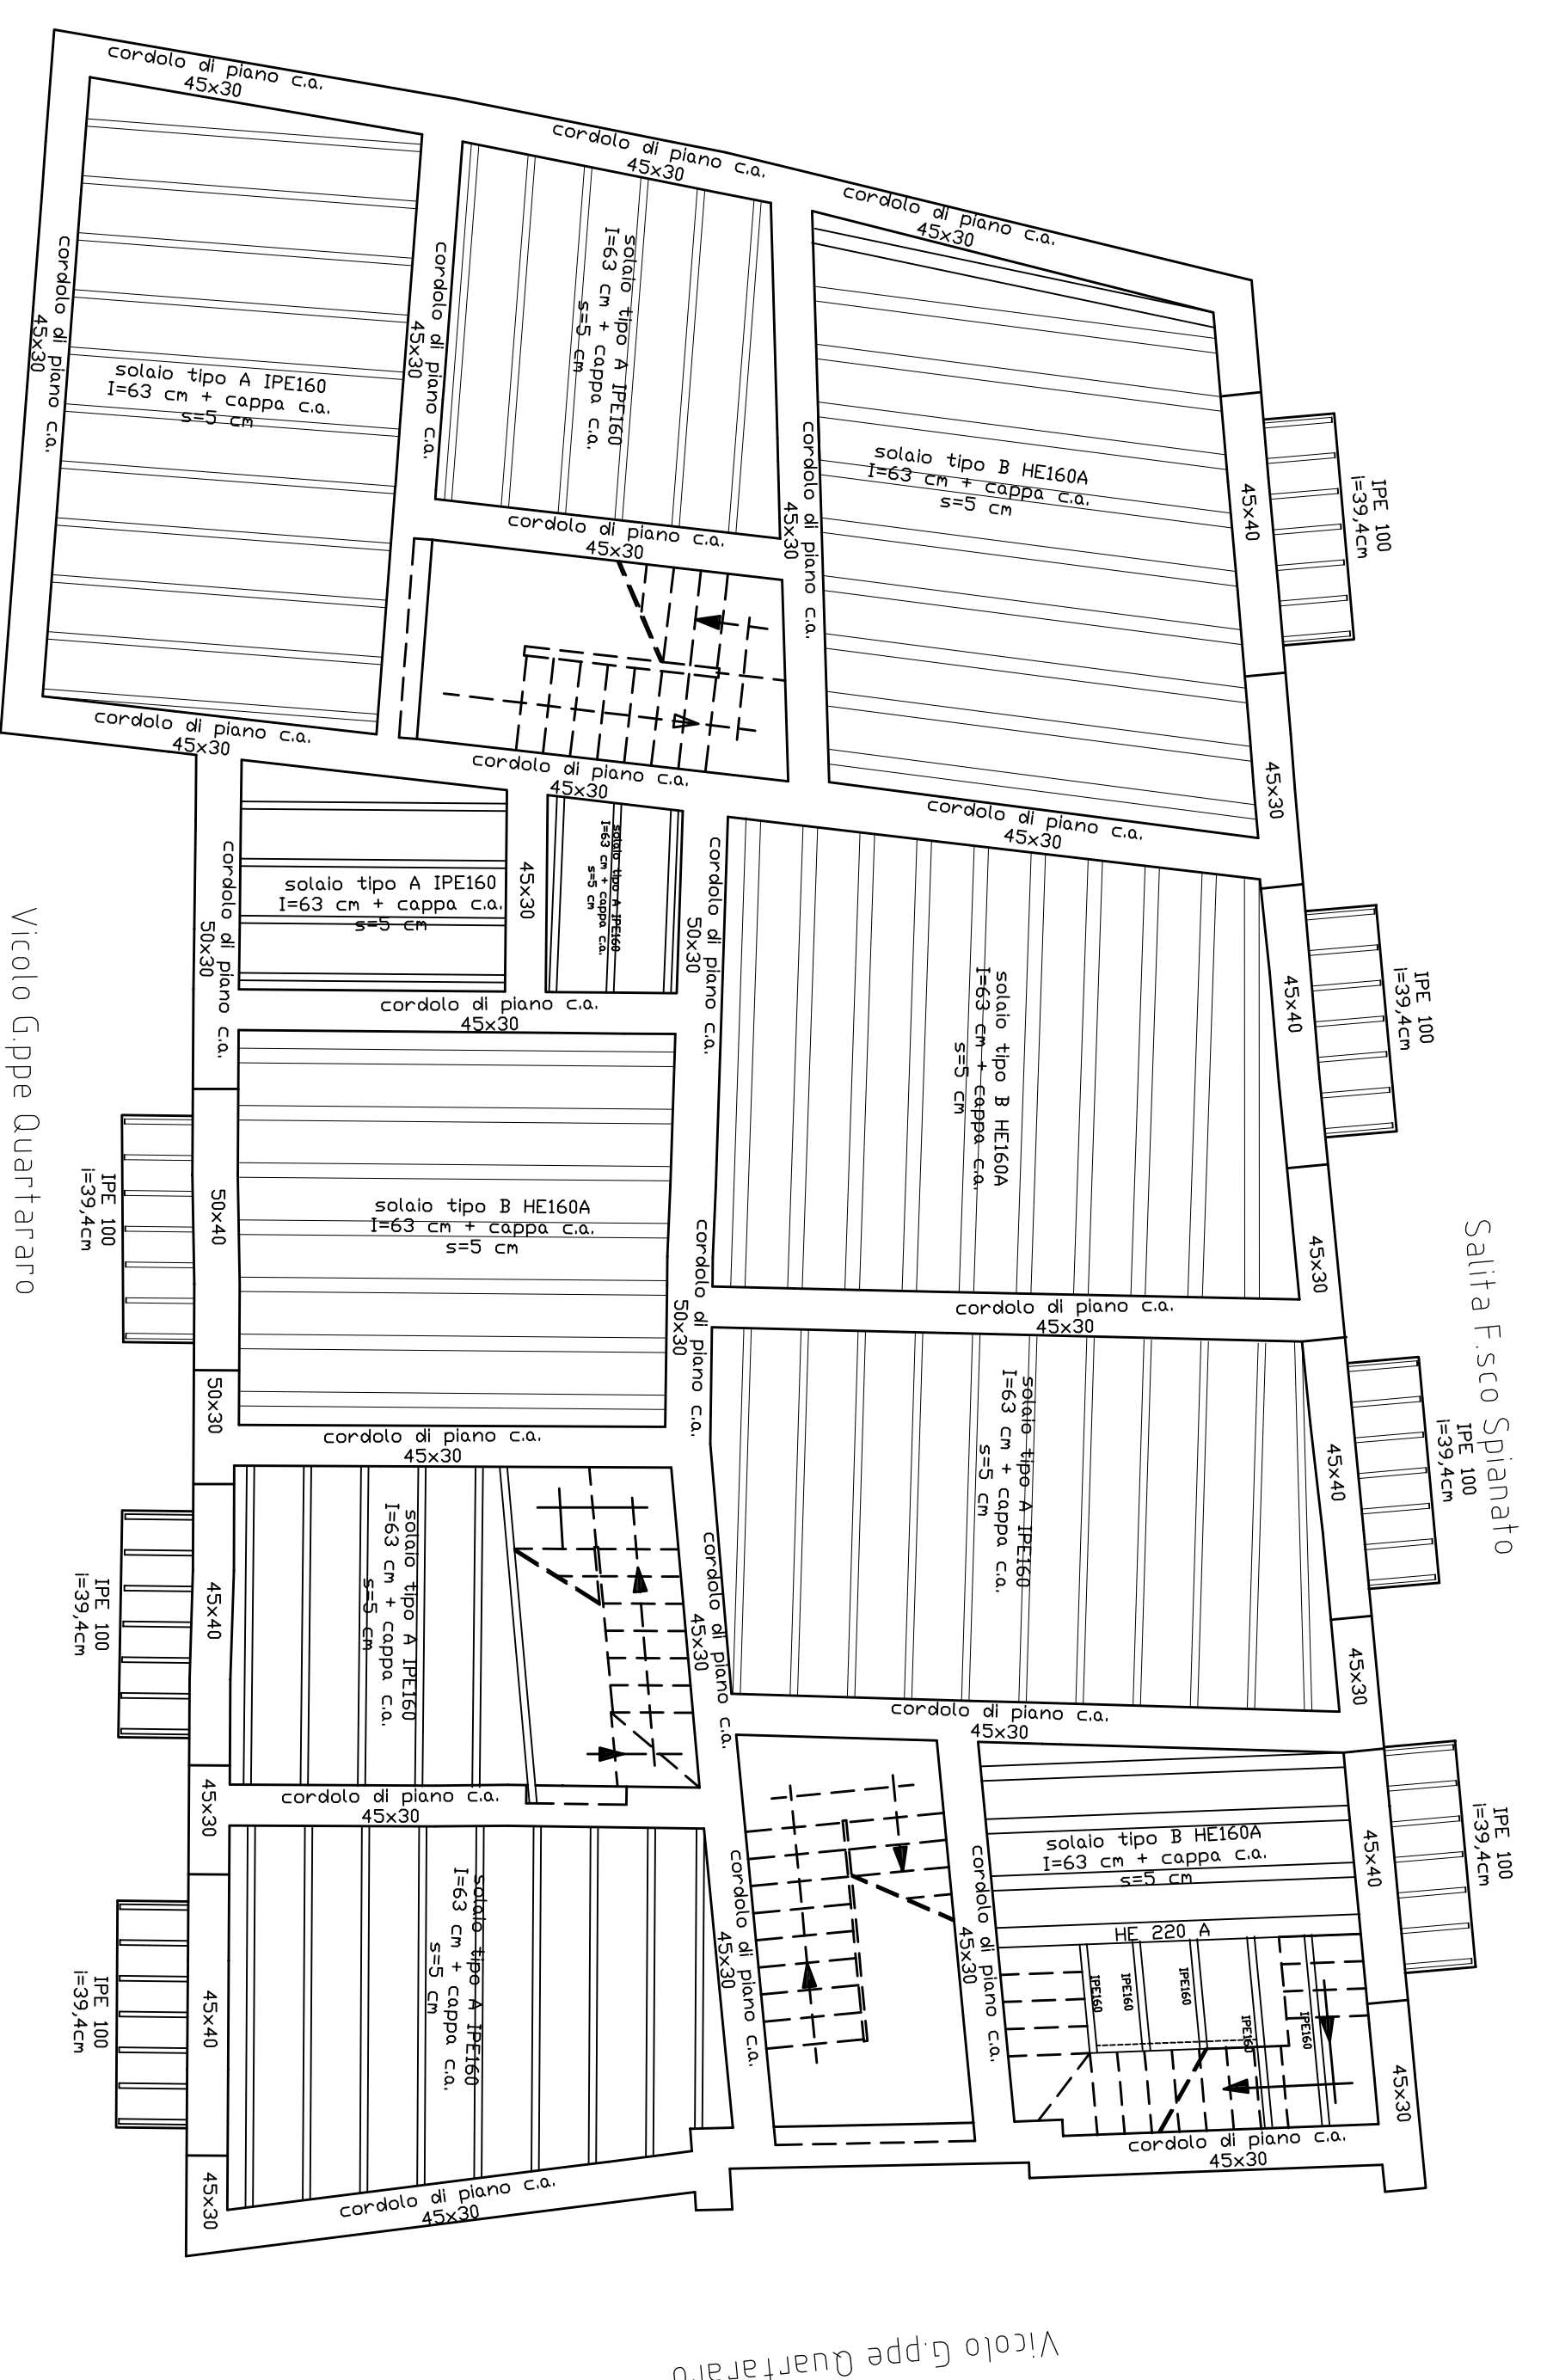 cordolo di piano c.a.
45x30
cordolo di piano c.a.
45x30
cordolo di piano c.a.
45x30
cordolo di piano c.a.
45x30
solaio tipo A IPE160
I=63 cm + cappa c.a.
s=5 cm
cordolo di piano c.a.
45x30
solaio tipo A IPE160
I=63 cm + cappa c.a.
s=5 cm
cordolo di piano c.a.
45x30
solaio tipo B HE160A
I=63 cm + cappa c.a.
s=5 cm
45x40
IPE 100
i=39,4cm
cordolo di piano c.a.
45x30
cordolo di piano c.a.
45x30
cordolo di piano c.a.
45x30
cordolo di piano c.a.
45x30
45x30
cordolo di piano c.a.
50x30
solaio tipo A IPE160
I=63 cm + cappa c.a.
s=5 cm
45x30
solaio tipo A IPE160
I=63 cm + cappa c.a.
s=5 cm
cordolo di piano c.a.
50x30
solaio tipo B HE160A
I=63 cm + cappa c.a.
s=5 cm
45x40
IPE 100
i=39,4cm
Vicolo G.ppe Quartararo
cordolo di piano c.a.
45x30
IPE 100
i=39,4cm
50x40
solaio tipo B HE160A
I=63 cm + cappa c.a.
s=5 cm
cordolo di piano c.a.
50x30
45x30
cordolo di piano c.a.
45x30
Salita F.sco Spianato
50x30
cordolo di piano c.a.
45x30
solaio tipo A IPE160
I=63 cm + cappa c.a.
s=5 cm
45x40
IPE 100
i=39,4cm
IPE 100
i=39,4cm
45x40
solaio tipo A IPE160
I=63 cm + cappa c.a.
s=5 cm
cordolo di piano c.a.
45x30
45x30
cordolo di piano c.a.
45x30
45x30
cordolo di piano c.a.
45x30
solaio tipo B HE160A
I=63 cm + cappa c.a.
s=5 cm
45x40
IPE 100
i=39,4cm
IPE 100
i=39,4cm
45x40
solaio tipo A IPE160
I=63 cm + cappa c.a.
s=5 cm
cordolo di piano c.a.
45x30
cordolo di piano c.a.
45x30
HE 220 A
IPE160
IPE160
IPE160
IPE160
IPE160
45x30
cordolo di piano c.a.
45x30
45x30
cordolo di piano c.a.
45x30
Vicolo G.ppe Quartararo